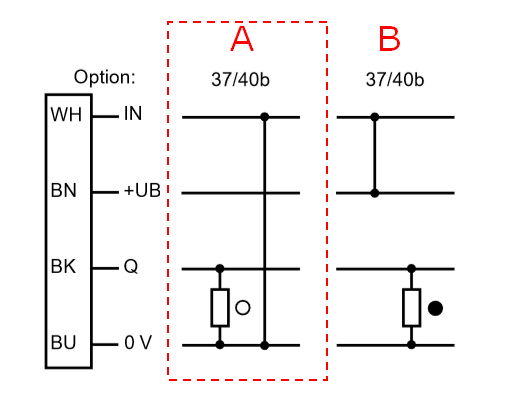 A B
Option: 37/40b 37/40b
WH IN
BN +UB
BK Q
BU 0 V